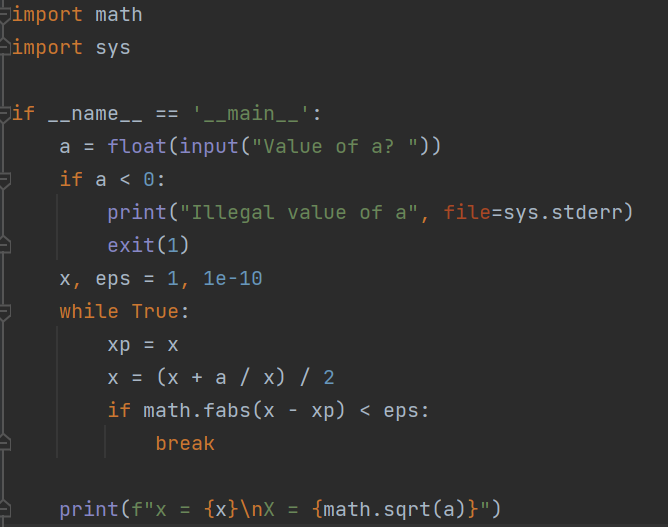 import math
import sys

if __name__ == '__main__':
    a = float(input("Value of a? "))
    if a < 0:
        print("Illegal value of a", file=sys.stderr)
        exit(1)
    x, eps = 1, 1e-10
    while True:
        xp = x
        x = (x + a / x) / 2
        if math.fabs(x - xp) < eps:
            break

    print(f"x = {x}\nX = {math.sqrt(a)}")